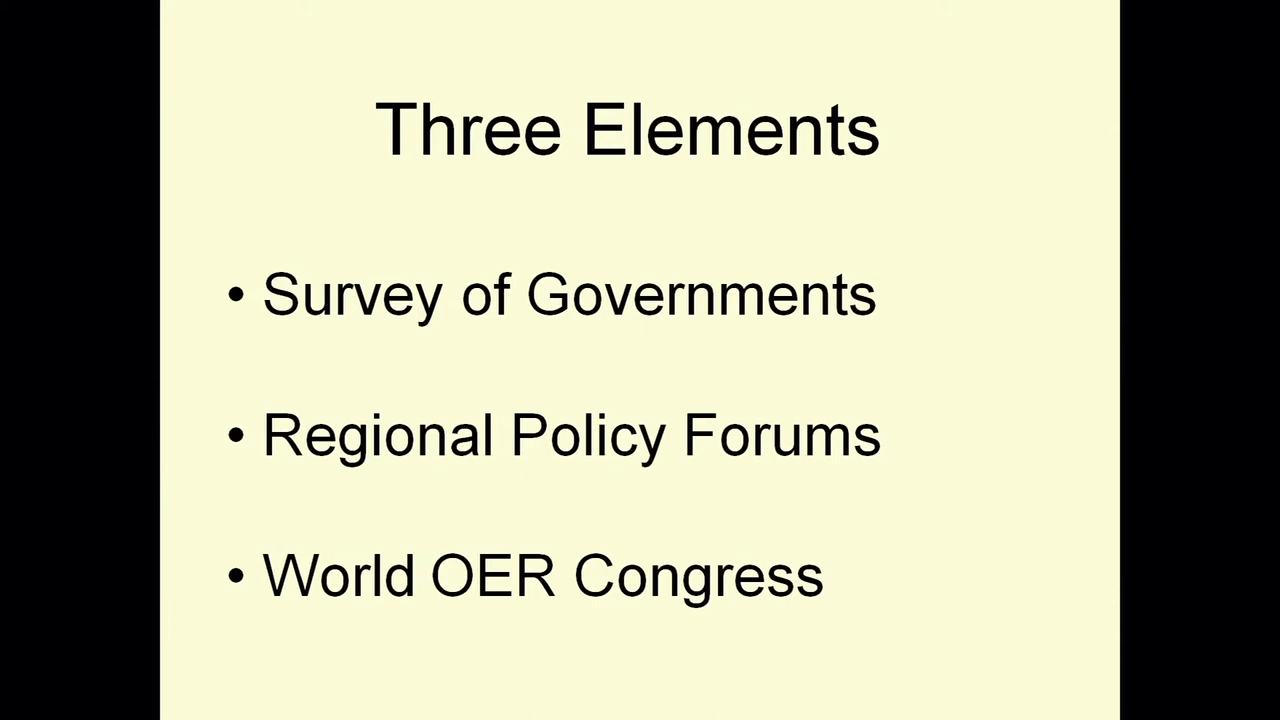 Three Elements
• Survey of Governments
• Regional Policy Forums
• World OER Congress